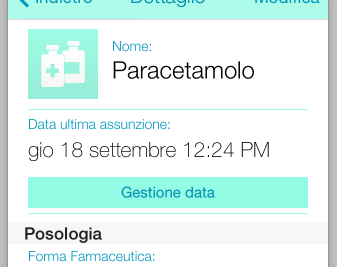 Indietro Dettaglio Modifica
Nome:
Paracetamolo
Data ultima assunzione:
gio 18 settembre 12:24 PM
Gestione data
Posologia
Forma Farmaceutica: